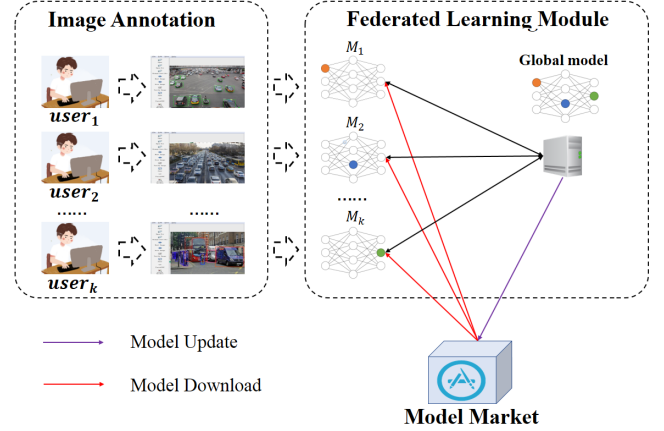 Image Annotation
user1
user2
......
......
userk
Federated Learning Module
M1
Global model
M2
......
Mk
Model Update
Model Download
Model Market